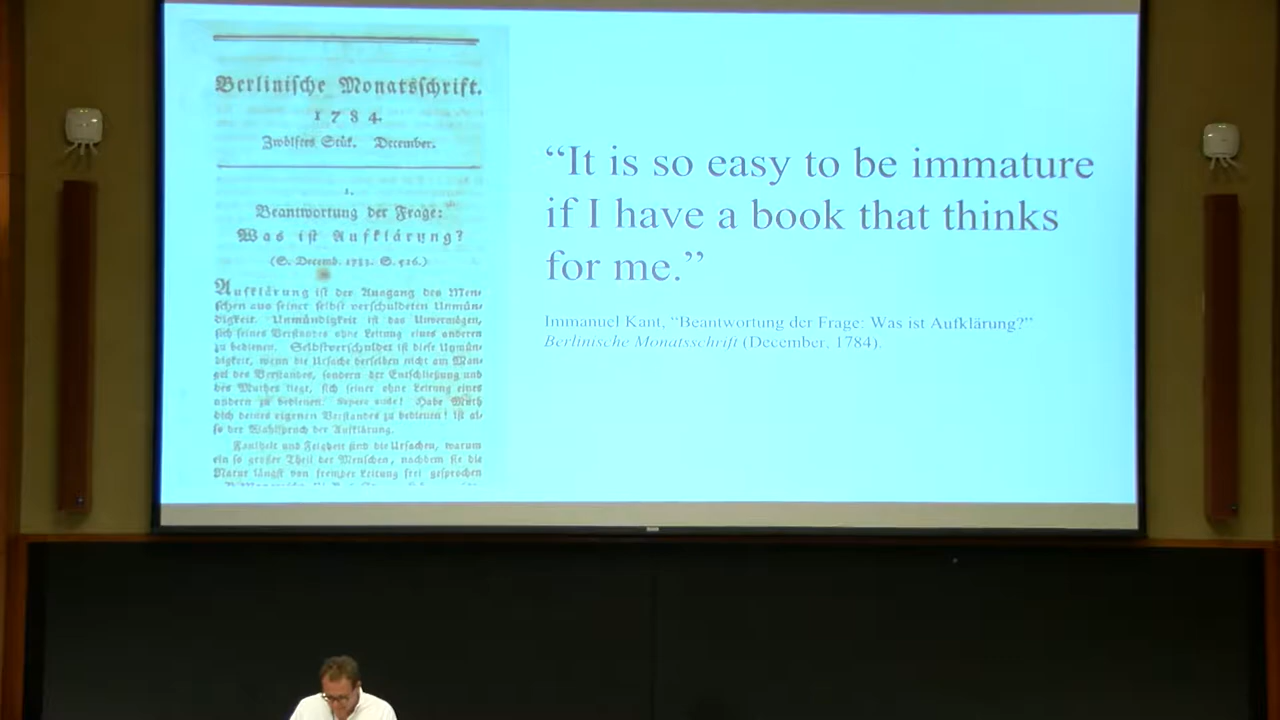 Berliniſche Monatsſchrift.
1784.
Zwölftes Stük. December.
1.
Beantwortung der Frage:
Was iſt Aufklärung?
(S. Decemb. 1783. S. 516.)
Aufklärung iſt der Ausgang des Men-
ſchen aus ſeiner ſelbſt verſchuldeten Unmün-
digkeit. Unmündigkeit iſt das Unvermögen,
ſich ſeines Verſtandes ohne Leitung eines anderen
zu bedienen. Selbſtverſchuldet iſt dieſe Unmün-
digkeit, wenn die Urſache derſelben nicht am Man-
gel des Verſtandes, ſondern der Entſchließung und
des Muthes liegt, ſich ſeiner ohne Leitung eines
andern zu bedienen. Sapere aude! Habe Muth
dich deines eigenen Verſtandes zu bedienen! iſt al-
ſo der Wahlſpruch der Aufklärung.
Faulheit und Feigheit ſind die Urſachen, warum
ein ſo großer Theil der Menſchen, nachdem ſie die
Natur längſt von fremder Leitung frei geſprochen
“It is so easy to be immature
if I have a book that thinks
for me.”
Immanuel Kant, “Beantwortung der Frage: Was ist Aufklärung?”
Berlinische Monatsschrift (December, 1784).